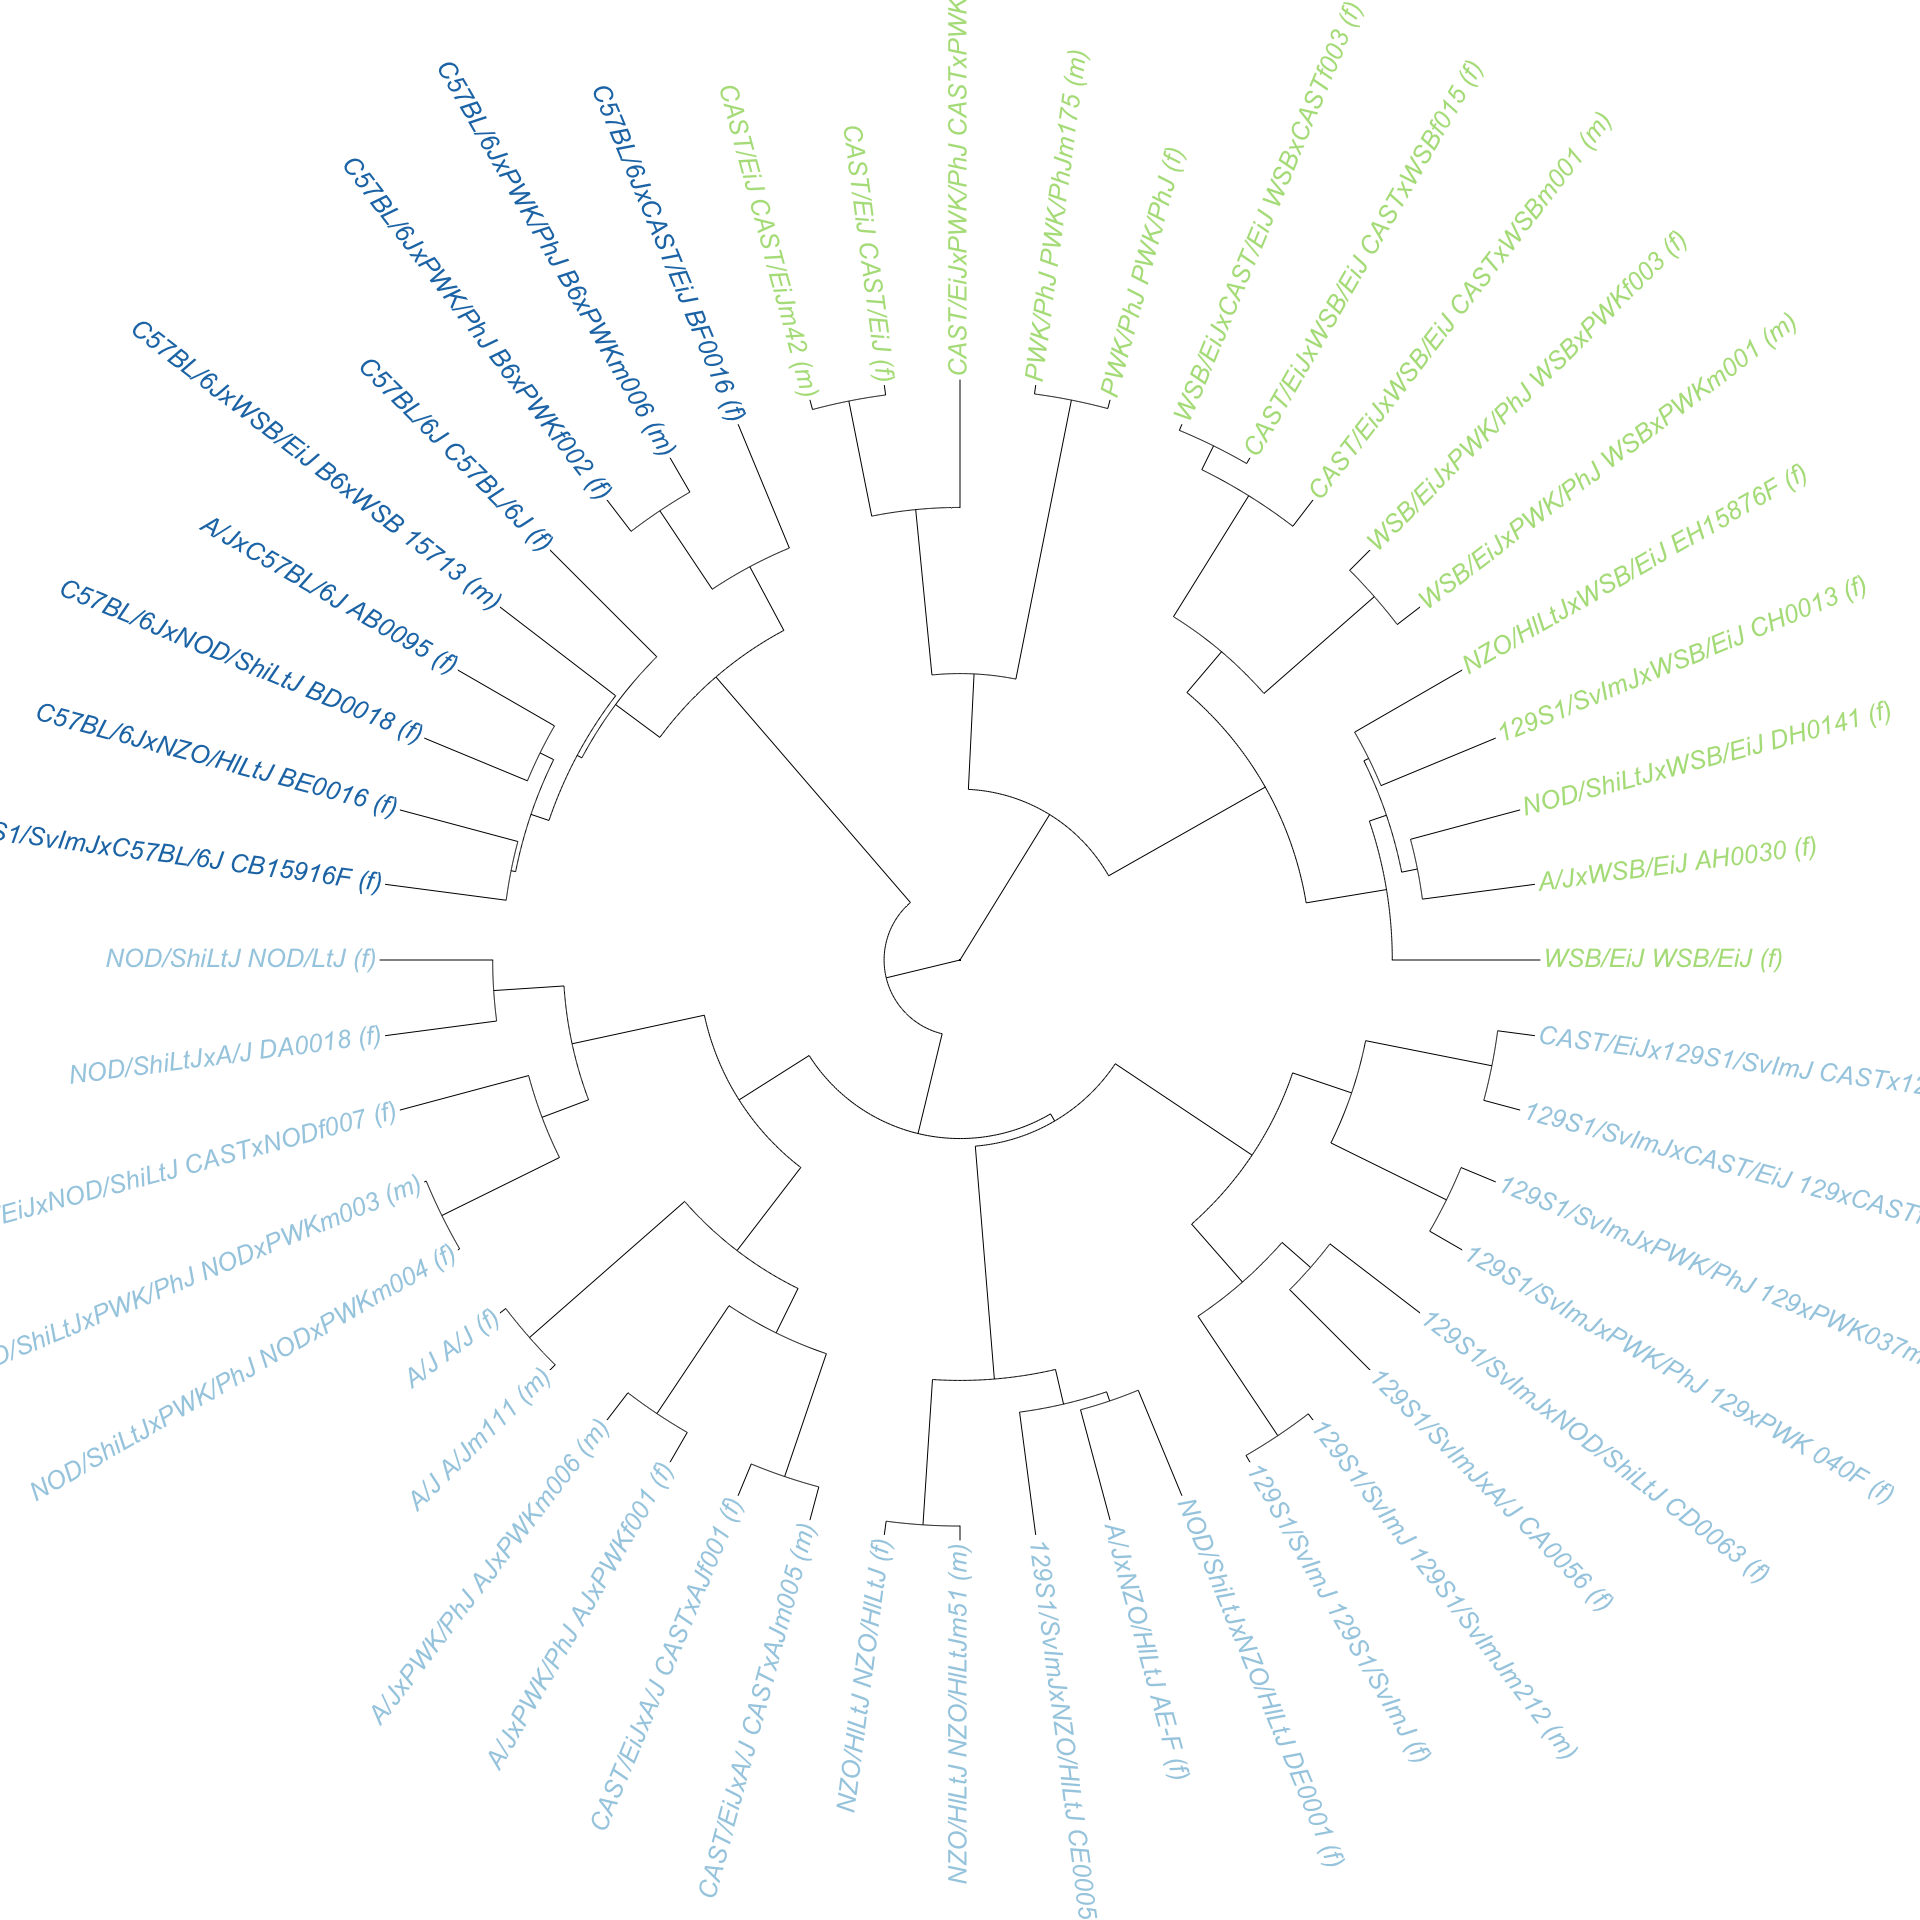 CAST/EiJxPWK/PhJ CASTxPWK
PWK/PhJ PWK/PhJm175 (m)
PWK/PhJ PWK/PhJ (f)
WSB/EiJxCAST/EiJ WSBxCASTf003 (f)
CAST/EiJxWSB/EiJ CASTxWSBf015 (f)
CAST/EiJxWSB/EiJ CASTxWSBm001 (m)
WSB/EiJxPWK/PhJ WSBxPWKf003 (f)
WSB/EiJxPWK/PhJ WSBxPWKm001 (m)
NZO/HlLtJxWSB/EiJ EH15876F (f)
129S1/SvImJxWSB/EiJ CH0013 (f)
NOD/ShiLtJxWSB/EiJ DH0141 (f)
A/JxWSB/EiJ AH0030 (f)
WSB/EiJ WSB/EiJ (f)
CAST/EiJx129S1/SvImJ CASTx12
129S1/SvImJxCAST/EiJ 129xCASTf
129S1/SvImJxPWK/PhJ 129xPWK037m
129S1/SvImJxPWK/PhJ 129xPWK 040F (f)
129S1/SvImJxNOD/ShiLtJ CD0063 (f)
129S1/SvImJxA/J CA0056 (f)
129S1/SvImJ 129S1/SvImJm212 (m)
129S1/SvImJ 129S1/SvImJ (f)
NOD/ShiLtJxNZO/HlLtJ DE0001 (f)
A/JxNZO/HlLtJ AE-F (f)
129S1/SvImJxNZO/HlLtJ CE0005
NZO/HlLtJ NZO/HlLtJm51 (m)
NZO/HlLtJ NZO/HlLtJ (f)
CAST/EiJxA/J CASTxAJm005 (m)
CAST/EiJxA/J CASTxAJf001 (f)
A/JxPWK/PhJ AJxPWKf001 (f)
A/JxPWK/PhJ AJxPWKm006 (m)
A/J A/Jm111 (m)
A/J A/J (f)
NOD/ShiLtJxPWK/PhJ NODxPWKm004 (f)
D/ShiLtJxPWK/PhJ NODxPWKm003 (m)
EiJxNOD/ShiLtJ CASTxNODf007 (f)
NOD/ShiLtJxA/J DA0018 (f)
NOD/ShiLtJ NOD/LtJ (f)
S1/SvImJxC57BL/6J CB15916F (f)
C57BL/6JxNZO/HlLtJ BE0016 (f)
C57BL/6JxNOD/ShiLtJ BD0018 (f)
A/JxC57BL/6J AB0095 (f)
C57BL/6JxWSB/EiJ B6xWSB 15713 (m)
C57BL/6J C57BL/6J (f)
C57BL/6JxPWK/PhJ B6xPWKf002 (f)
C57BL/6JxPWK/PhJ B6xPWKm006 (m)
C57BL/6JxCAST/EiJ BF0016 (f)
CAST/EiJ CAST/EiJm42 (m)
CAST/EiJ CAST/EiJ (f)